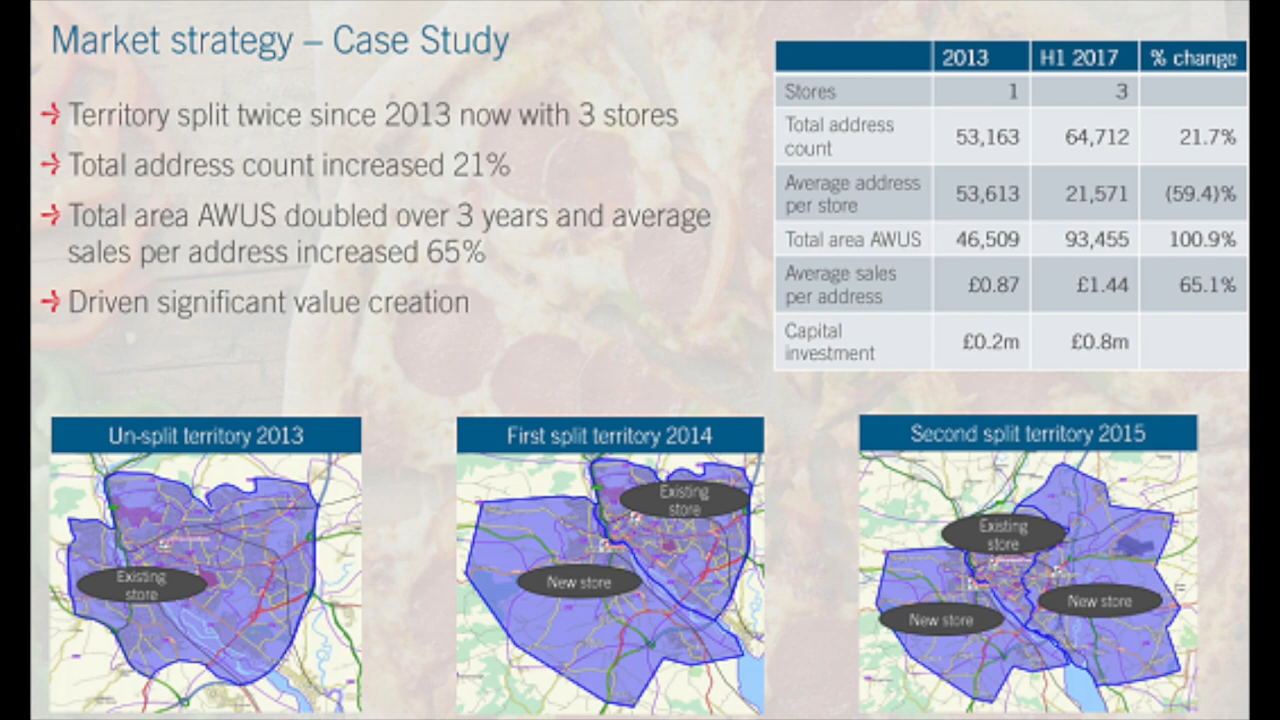 Market strategy – Case Study
Territory split twice since 2013 now with 3 stores
Total address count increased 21%
Total area AWUS doubled over 3 years and average
sales per address increased 65%
Driven significant value creation
2013 H1 2017 % change
Stores 1 3
Total address
count 53,163 64,712 21.7%
Average address
per store 53,613 21,571 (59.4)%
Total area AWUS 46,509 93,455 100.9%
Average sales
per address £0.87 £1.44 65.1%
Capital
investment £0.2m £0.8m
Un-split territory 2013
Existing
store
First split territory 2014
Existing
store
New store
Second split territory 2015
Existing
store
New store
New store